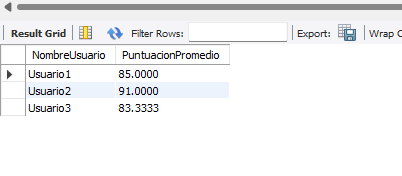 Result Grid Filter Rows: Export: Wrap C
NombreUsuario PuntuacionPromedio
Usuario1 85.0000
Usuario2 91.0000
Usuario3 83.3333